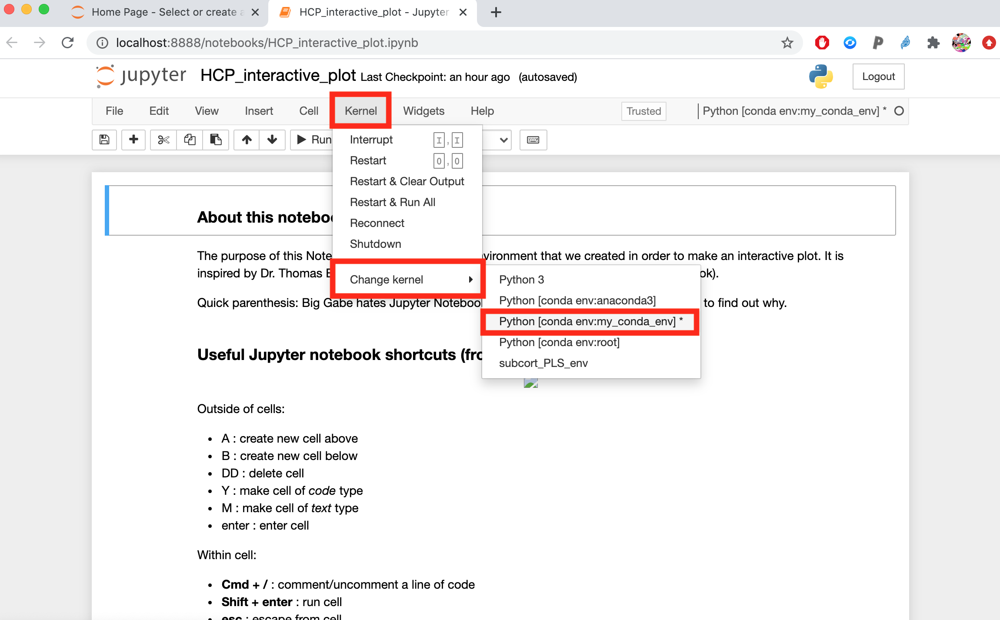 Home Page - Select or create a
HCP_interactive_plot - Jupyter
localhost:8888/notebooks/HCP_interactive_plot.ipynb
jupyter HCP_interactive_plot Last Checkpoint: an hour ago (autosaved)
Logout
File Edit View Insert Cell Kernel Widgets Help Trusted Python [conda env:my_conda_env] *
Run
Interrupt I , I
Restart 0 , 0
Restart & Clear Output
Restart & Run All
Reconnect
Shutdown
Change kernel
Python 3
Python [conda env:anaconda3]
Python [conda env:my_conda_env] *
Python [conda env:root]
subcort_PLS_env
About this notebo
The purpose of this Note vironment that we created in order to make an interactive plot. It is
inspired by Dr. Thomas ok).
Quick parenthesis: Big Gabe hates Jupyter Noteboo to find out why.
Useful Jupyter notebook shortcuts (fro
Outside of cells:
• A : create new cell above
• B : create new cell below
• DD : delete cell
• Y : make cell of code type
• M : make cell of text type
• enter : enter cell
Within cell:
• Cmd + / : comment/uncomment a line of code
• Shift + enter : run cell
• esc : escape from cell